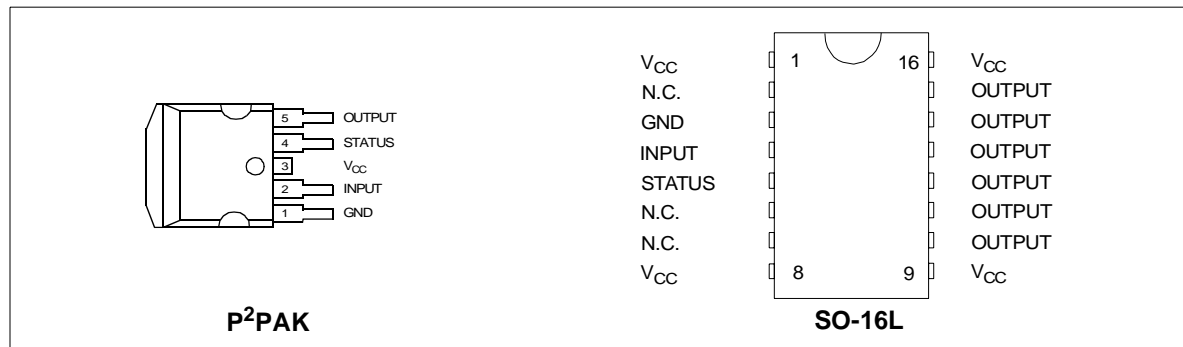 5 OUTPUT
4 STATUS
3 VCC
2 INPUT
1 GND
P²PAK
VCC 1 16 VCC
N.C. OUTPUT
GND OUTPUT
INPUT OUTPUT
STATUS OUTPUT
N.C. OUTPUT
N.C. OUTPUT
VCC 8 9 VCC
SO-16L